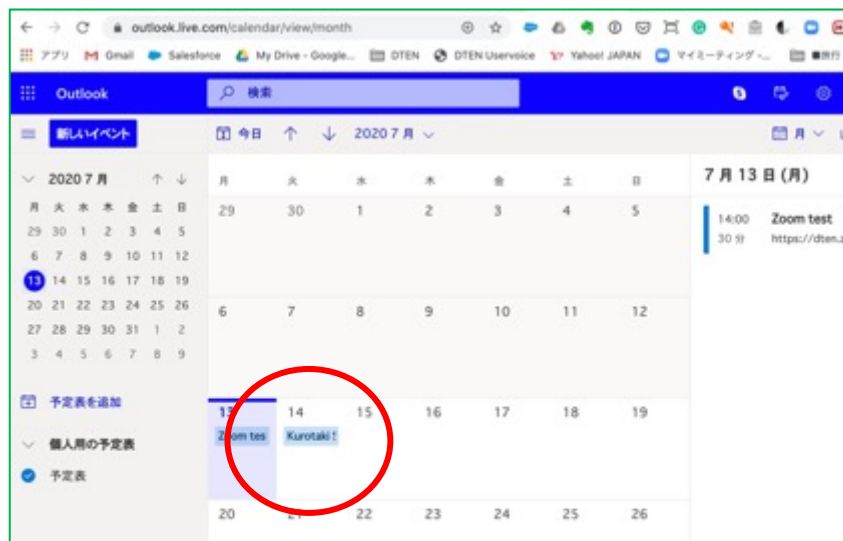 outlook.live.com/calendar/view/month
アプリ Gmail Salesforce My Drive - Google... DTEN DTEN Uservoice Yahoo! JAPAN マイミーティング -... ■旅行
Outlook 検索
新しいイベント 今日 2020 7 月 月
2020 7 月
月 火 水 木 金 土 日
29 30 1 2 3 4 5
6 7 8 9 10 11 12
13 14 15 16 17 18 19
20 21 22 23 24 25 26
27 28 29 30 31 1 2
3 4 5 6 7 8 9
予定表を追加
個人用の予定表
予定表
月 火 水 木 金 土 日
29 30 1 2 3 4 5
6 7 8 9 10 11 12
13 14 15 16 17 18 19
Zoom tes Kurotaki
20 21 22 23 24 25 26
7 月 13 日 (月)
14:00 Zoom test
30 分 https://dten.